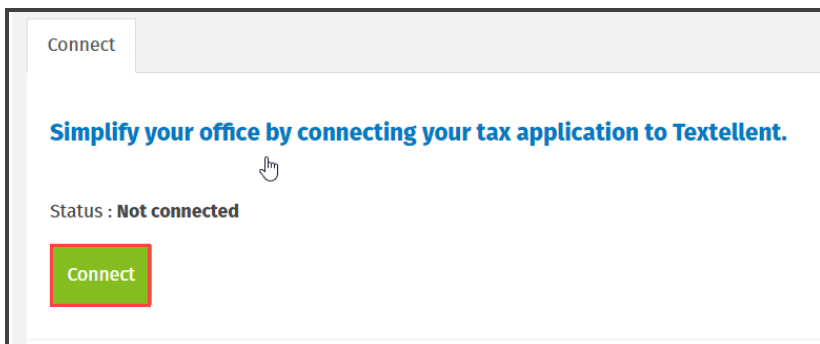 Connect
Simplify your office by connecting your tax application to Textellent.
Status : Not connected
Connect